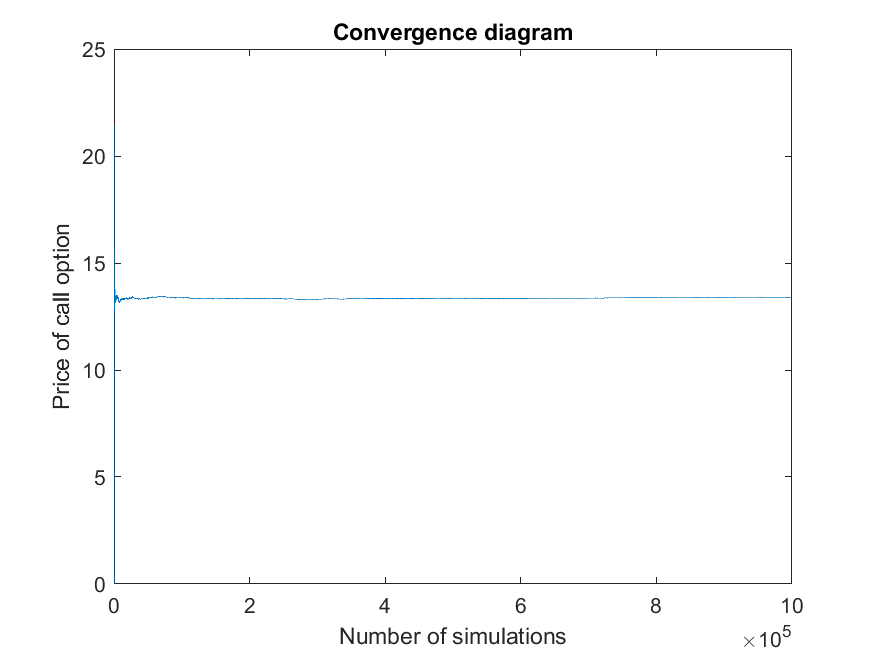 Convergence diagram
25
20
15
10
5
0
Price of call option
0 2 4 6 8 10
Number of simulations
×10⁵